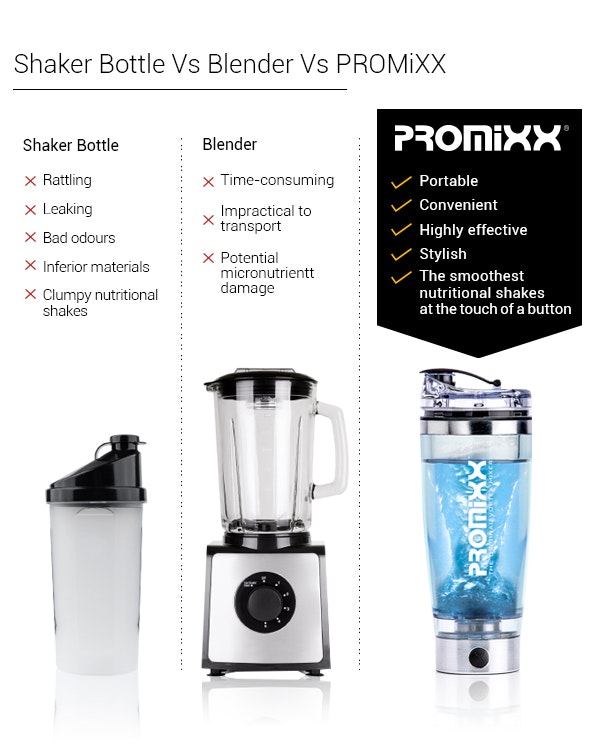 Shaker Bottle Vs Blender Vs PROMiXX
Shaker Bottle
Rattling
Leaking
Bad odours
Inferior materials
Clumpy nutritional
shakes
Blender
Time-consuming
Impractical to
transport
Potential
micronutrientt
damage
PROMiXX®
Portable
Convenient
Highly effective
Stylish
The smoothest
nutritional shakes
at the touch of a button
PROMiXX